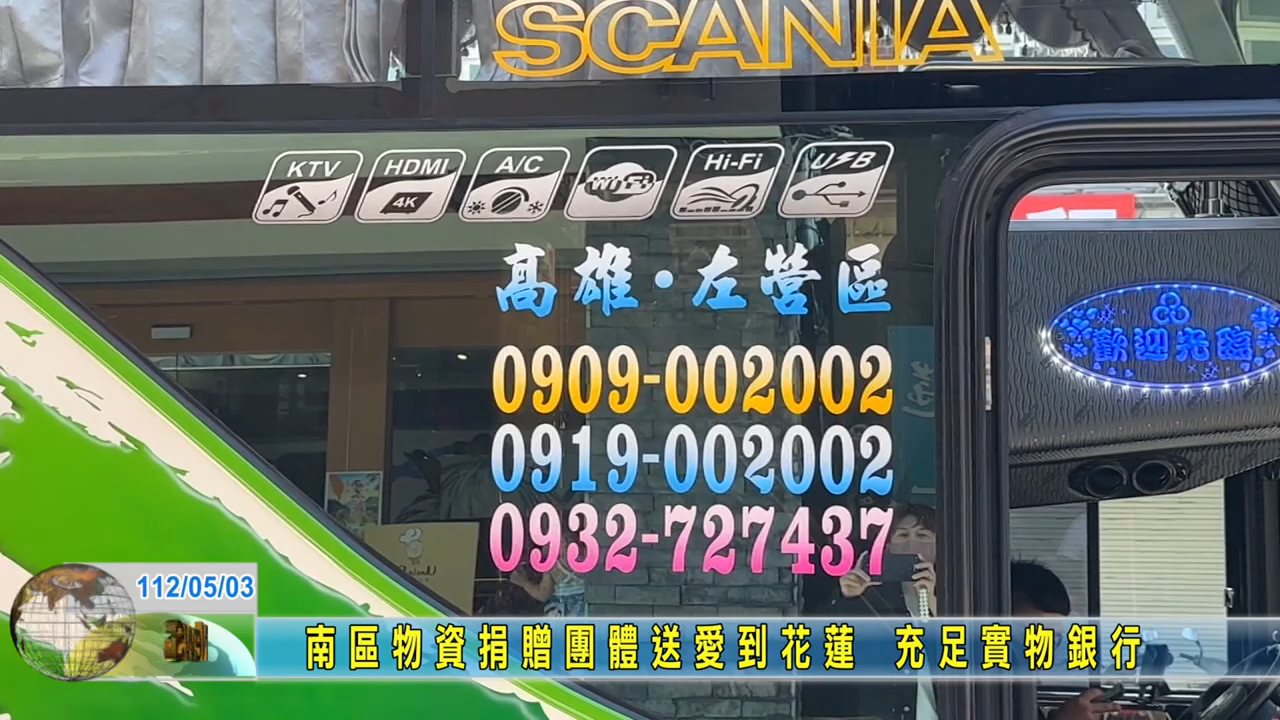 SCANIA
KTV HDMI A/C WiFi Hi-Fi USB
4K
高雄·左營區
0909-002002
0919-002002
0932-727437
歡迎光臨
112/05/03
南區物資捐贈團體送愛到花蓮 充足實物銀行